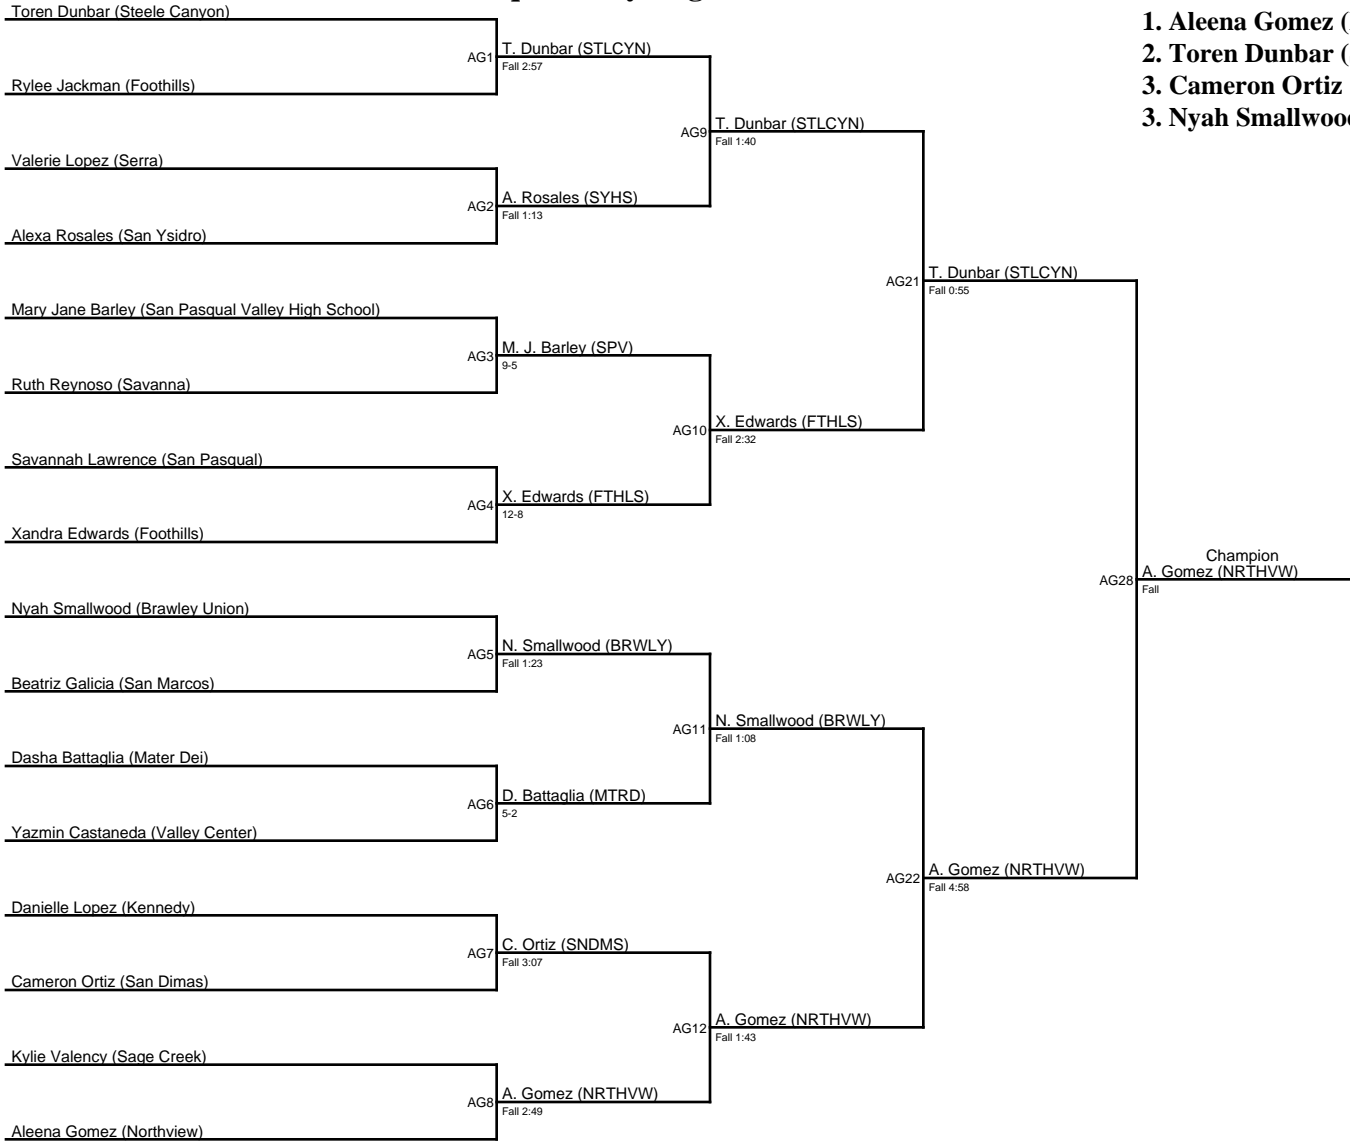 Toren Dunbar (Steele Canyon)
1. Aleena Gomez (
2. Toren Dunbar (
3. Cameron Ortiz
3. Nyah Smallwood
AG1 T. Dunbar (STLCYN)
Fall 2:57
Rylee Jackman (Foothills)
AG9 T. Dunbar (STLCYN)
Fall 1:40
Valerie Lopez (Serra)
AG2 A. Rosales (SYHS)
Fall 1:13
Alexa Rosales (San Ysidro)
AG21 T. Dunbar (STLCYN)
Fall 0:55
Mary Jane Barley (San Pasqual Valley High School)
AG3 M. J. Barley (SPV)
9-5
Ruth Reynoso (Savanna)
AG10 X. Edwards (FTHLS)
Fall 2:32
Savannah Lawrence (San Pasqual)
AG4 X. Edwards (FTHLS)
12-8
Xandra Edwards (Foothills)
Champion
AG28 A. Gomez (NRTHVW)
Fall
Nyah Smallwood (Brawley Union)
AG5 N. Smallwood (BRWLY)
Fall 1:23
Beatriz Galicia (San Marcos)
AG11 N. Smallwood (BRWLY)
Fall 1:08
Dasha Battaglia (Mater Dei)
AG6 D. Battaglia (MTRD)
5-2
Yazmin Castaneda (Valley Center)
AG22 A. Gomez (NRTHVW)
Fall 4:58
Danielle Lopez (Kennedy)
AG7 C. Ortiz (SNDMS)
Fall 3:07
Cameron Ortiz (San Dimas)
AG12 A. Gomez (NRTHVW)
Fall 1:43
Kylie Valency (Sage Creek)
AG8 A. Gomez (NRTHVW)
Fall 2:49
Aleena Gomez (Northview)